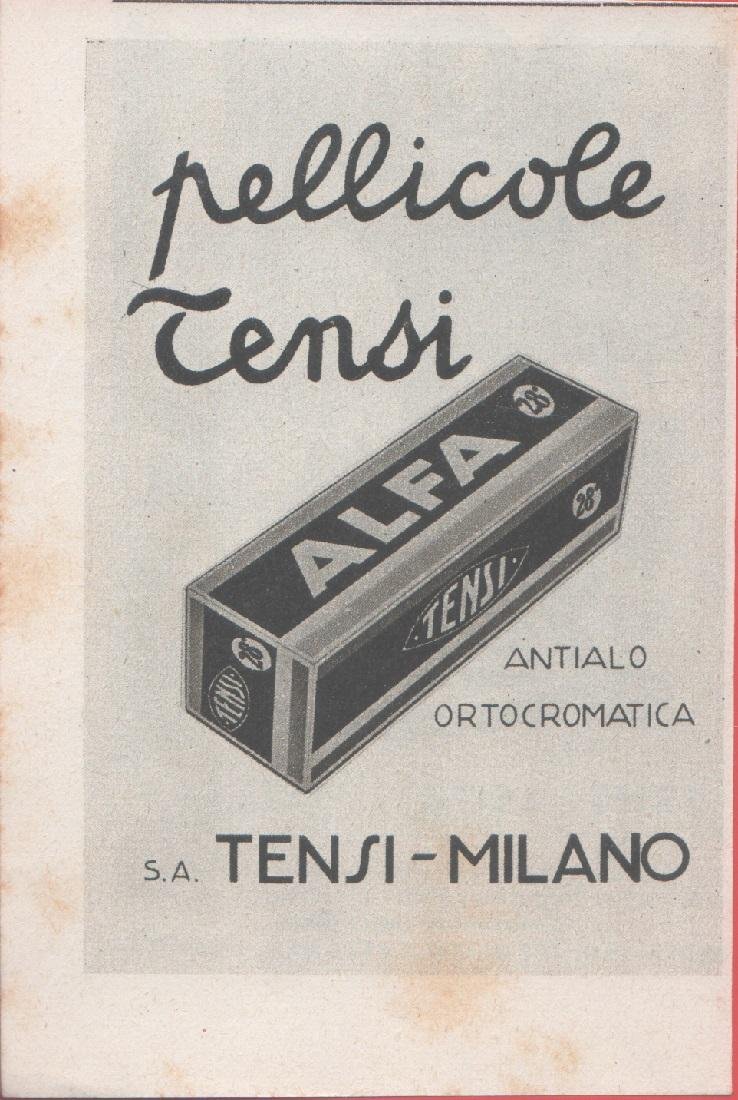 pellicole
Tensi
ALFA
28°
28°
TENSI
28°
TENSI
ANTIALO
ORTOCROMATICA
S.A. TENSI-MILANO